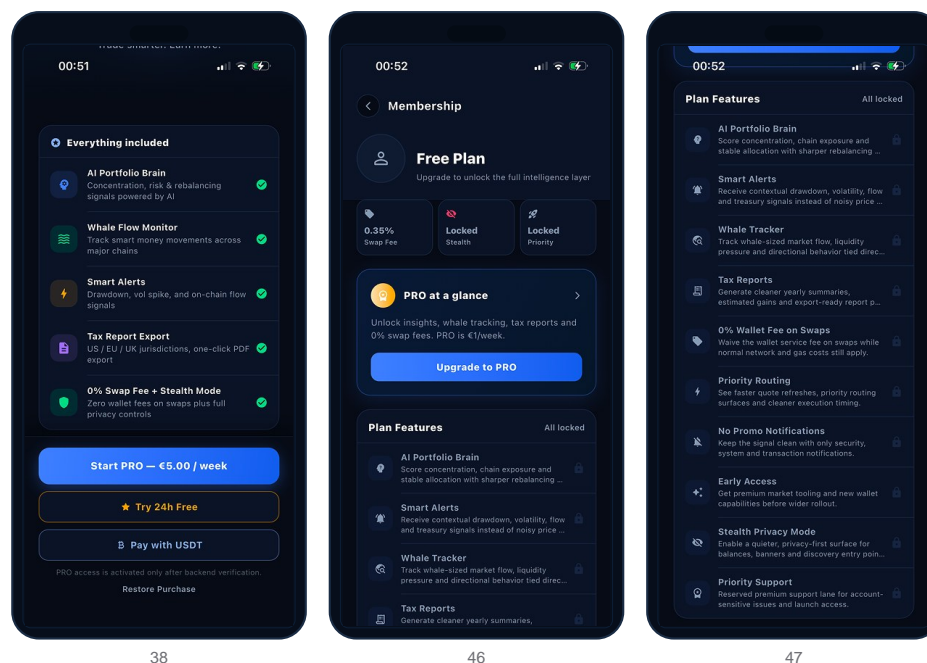 Trade smarter. Earn more.
00:51
Everything included
AI Portfolio Brain
Concentration, risk & rebalancing
signals powered by AI
Whale Flow Monitor
Track smart money movements across
major chains
Smart Alerts
Drawdown, vol spike, and on-chain flow
signals
Tax Report Export
US / EU / UK jurisdictions, one-click PDF
export
0% Swap Fee + Stealth Mode
Zero wallet fees on swaps plus full
privacy controls
Start PRO — €5.00 / week
Try 24h Free
Pay with USDT
PRO access is activated only after backend verification.
Restore Purchase
38
00:52
Membership
Free Plan
Upgrade to unlock the full intelligence layer
0.35%
Swap Fee
Locked
Stealth
Locked
Priority
PRO at a glance
Unlock insights, whale tracking, tax reports and
0% swap fees. PRO is €1/week.
Upgrade to PRO
Plan Features
All locked
AI Portfolio Brain
Score concentration, chain exposure and
stable allocation with sharper rebalancing ...
Smart Alerts
Receive contextual drawdown, volatility, flow
and treasury signals instead of noisy price ...
Whale Tracker
Track whale-sized market flow, liquidity
pressure and directional behavior tied direc...
Tax Reports
Generate cleaner yearly summaries,
46
00:52
Plan Features
All locked
AI Portfolio Brain
Score concentration, chain exposure and
stable allocation with sharper rebalancing ...
Smart Alerts
Receive contextual drawdown, volatility, flow
and treasury signals instead of noisy price ...
Whale Tracker
Track whale-sized market flow, liquidity
pressure and directional behavior tied direc...
Tax Reports
Generate cleaner yearly summaries,
estimated gains and export-ready report p...
0% Wallet Fee on Swaps
Waive the wallet service fee on swaps while
normal network and gas costs still apply.
Priority Routing
See faster quote refreshes, priority routing
surfaces and cleaner execution timing.
No Promo Notifications
Keep the signal clean with only security,
system and transaction notifications.
Early Access
Get premium market tooling and new wallet
capabilities before wider rollout.
Stealth Privacy Mode
Enable a quieter, privacy-first surface for
balances, banners and discovery entry poin...
Priority Support
Reserved premium support lane for account-
sensitive issues and launch access.
47